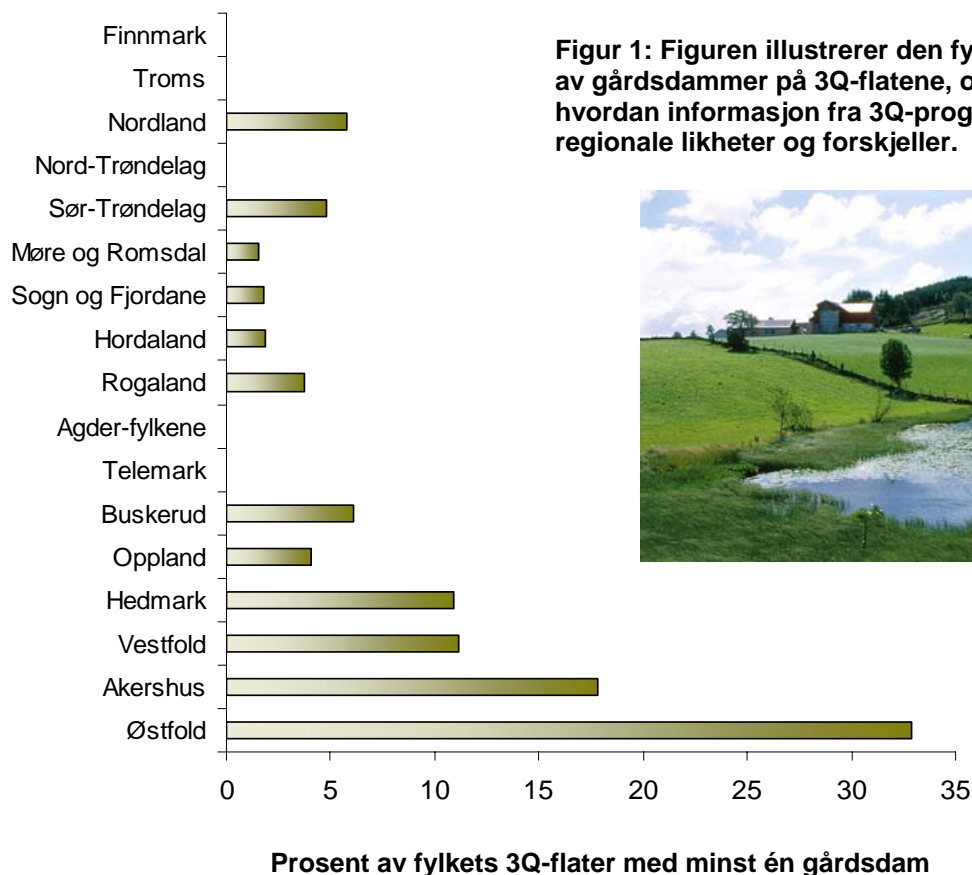 Finnmark
Troms
Nordland
Nord-Trøndelag
Sør-Trøndelag
Møre og Romsdal
Sogn og Fjordane
Hordaland
Rogaland
Agder-fylkene
Telemark
Buskerud
Oppland
Hedmark
Vestfold
Akershus
Østfold
0 5 10 15 20 25 30 35
Prosent av fylkets 3Q-flater med minst én gårdsdam
Figur 1: Figuren illustrerer den fy
av gårdsdammer på 3Q-flatene, o
hvordan informasjon fra 3Q-prog
regionale likheter og forskjeller.